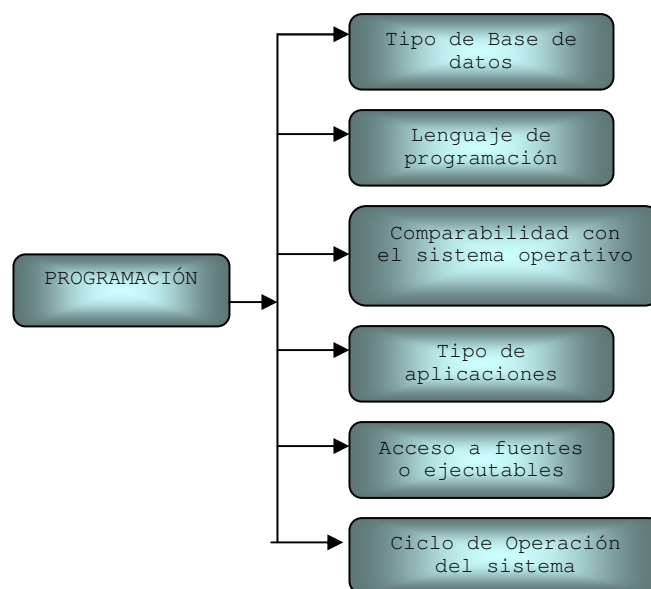 Tipo de Base de
datos
Lenguaje de
programación
Comparabilidad con
el sistema operativo
PROGRAMACIÓN
Tipo de
aplicaciones
Acceso a fuentes
o ejecutables
Ciclo de Operación
del sistema